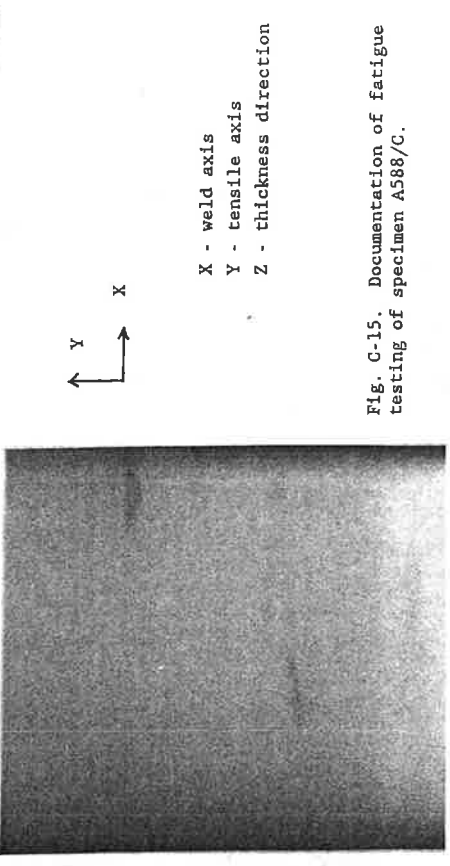 Y
X
X - weld axis
Y - tensile axis
Z - thickness direction
Fig. C-15. Documentation of fatigue
testing of specimen A588/C.